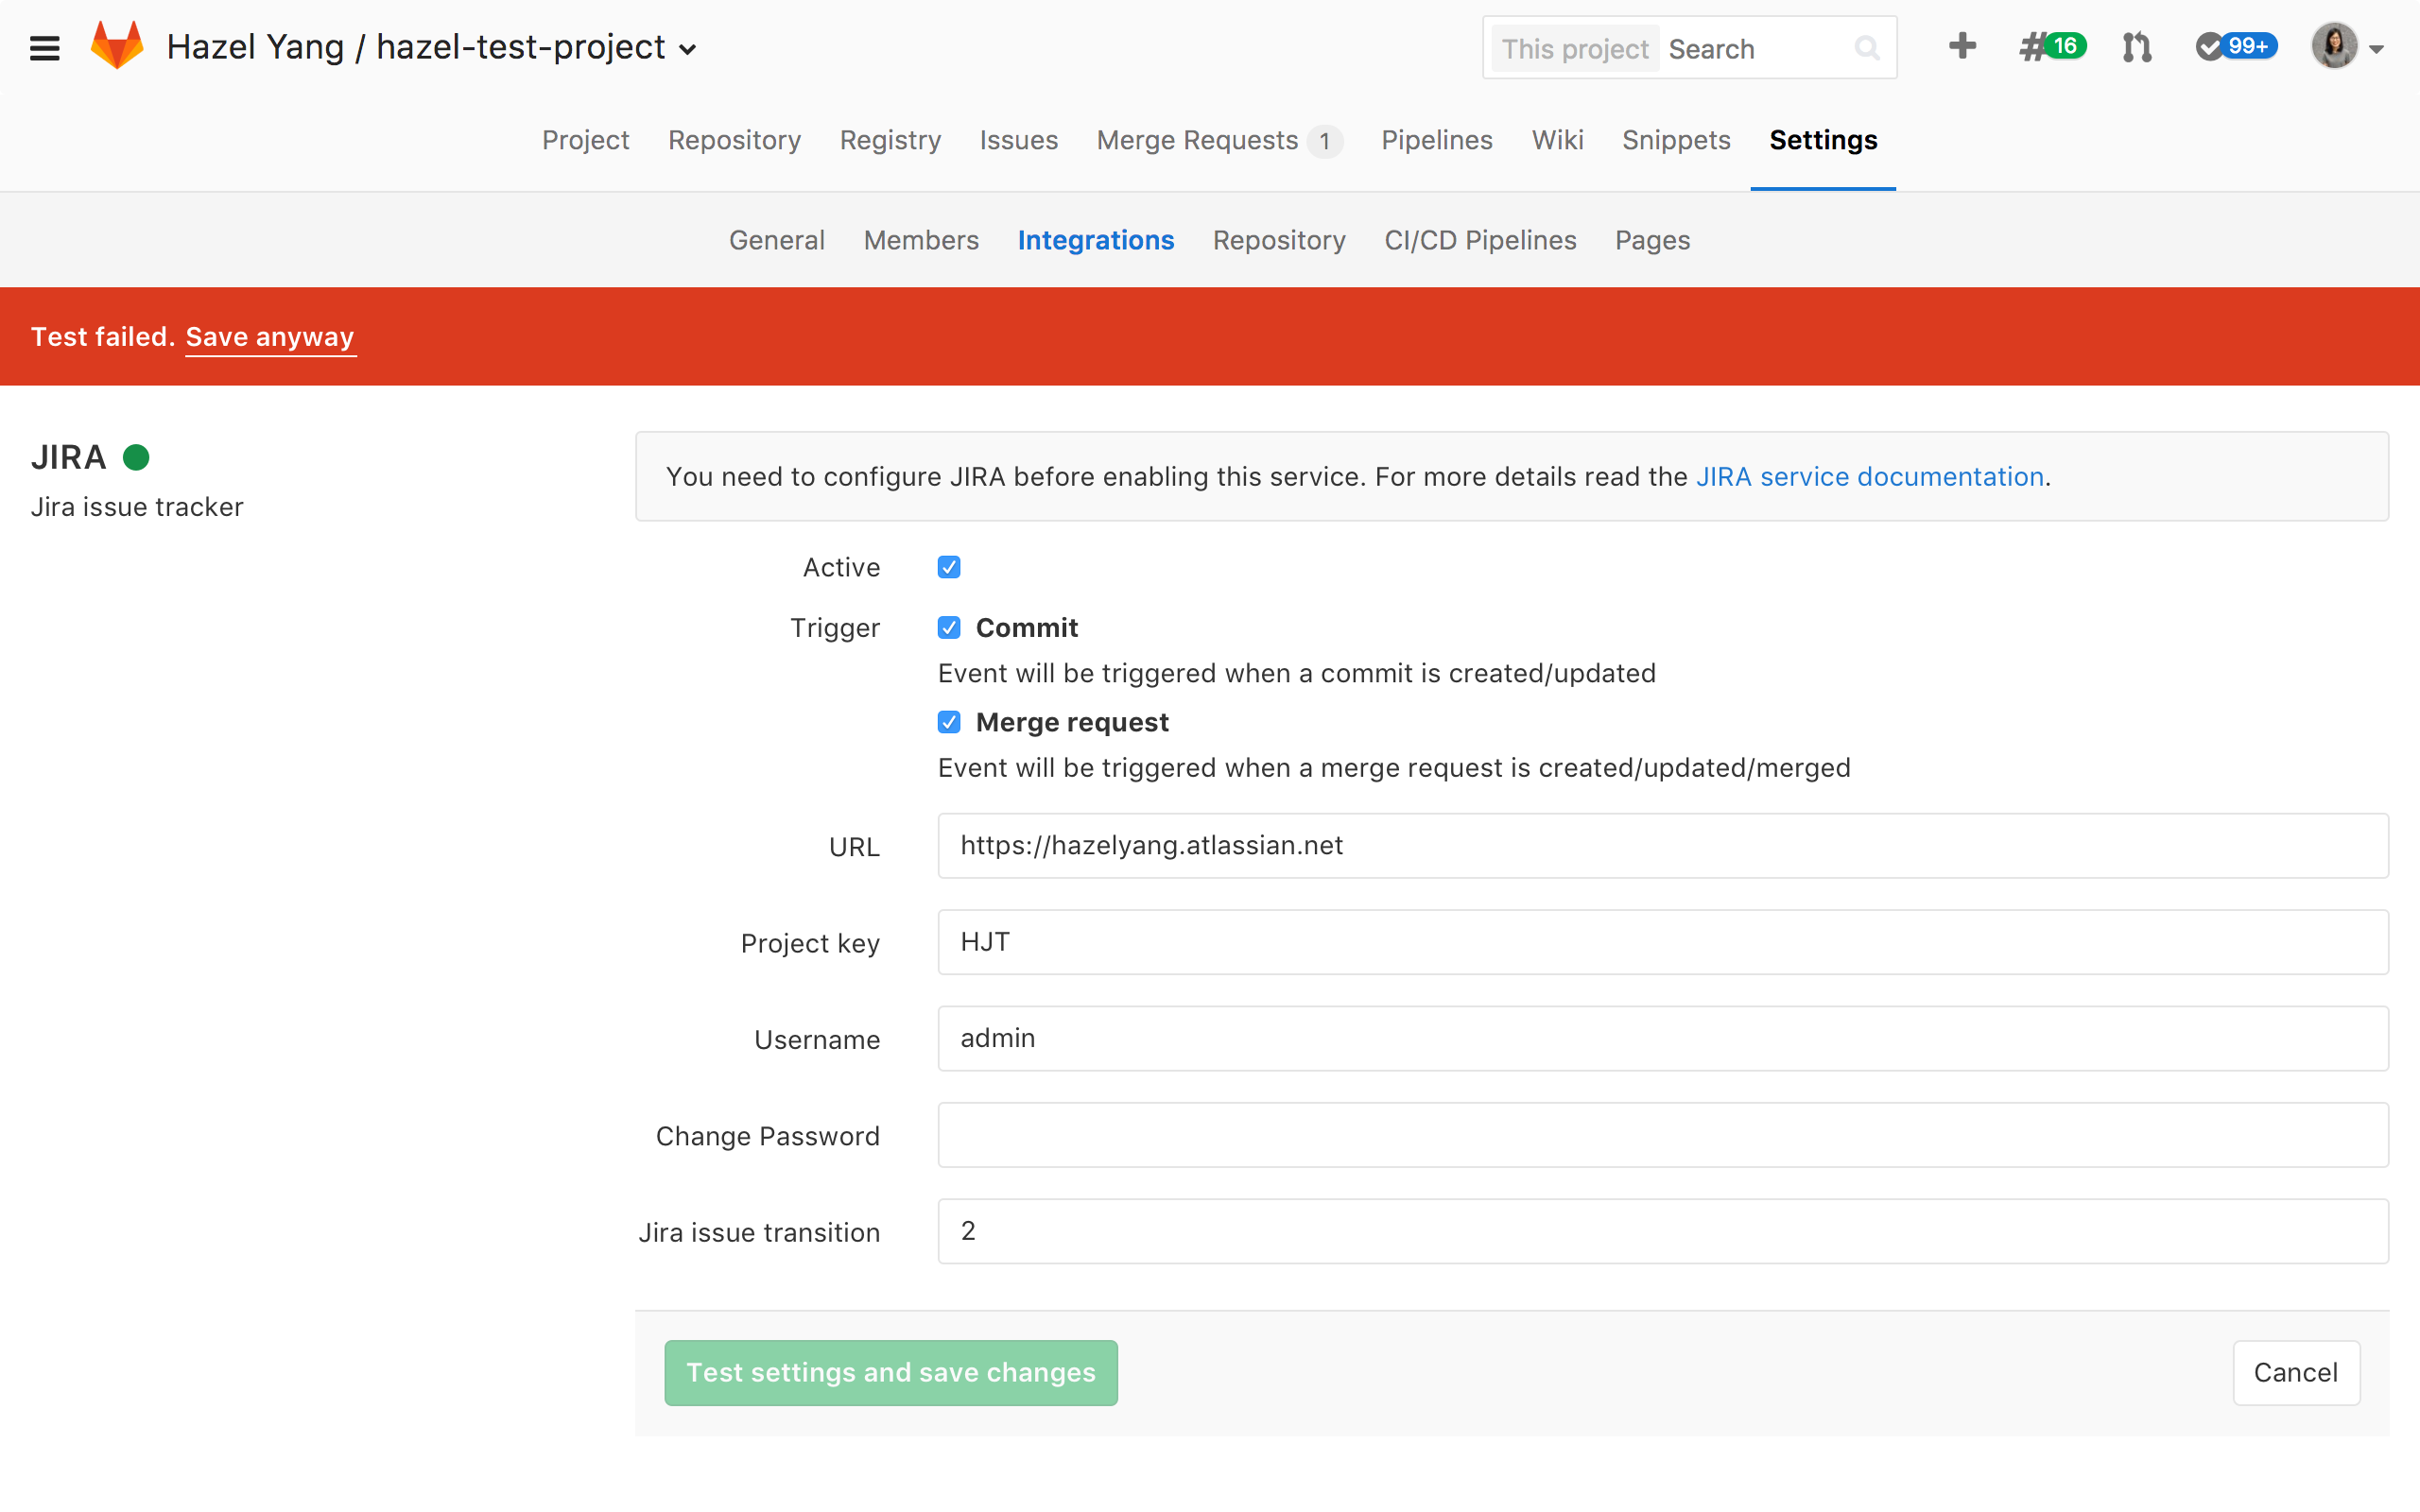 Hazel Yang / hazel-test-project
This project Search
16
99+
Project Repository Registry Issues Merge Requests 1 Pipelines Wiki Snippets Settings
General Members Integrations Repository CI/CD Pipelines Pages
Test failed. Save anyway
JIRA
Jira issue tracker
You need to configure JIRA before enabling this service. For more details read the JIRA service documentation.
Active
Trigger Commit
Event will be triggered when a commit is created/updated
Merge request
Event will be triggered when a merge request is created/updated/merged
URL https://hazelyang.atlassian.net
Project key HJT
Username admin
Change Password
Jira issue transition 2
Test settings and save changes Cancel